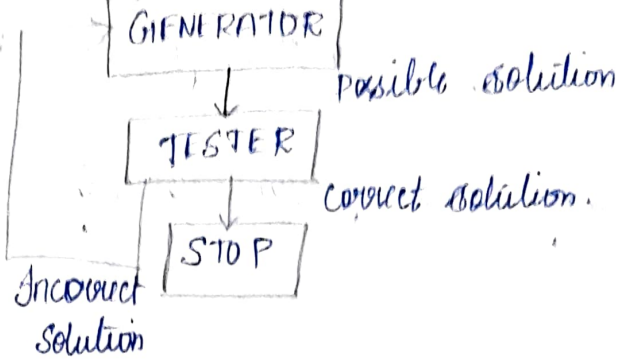 GENERATOR
Possible solution
TESTER
Correct solution.
STOP
Incorrect
Solution